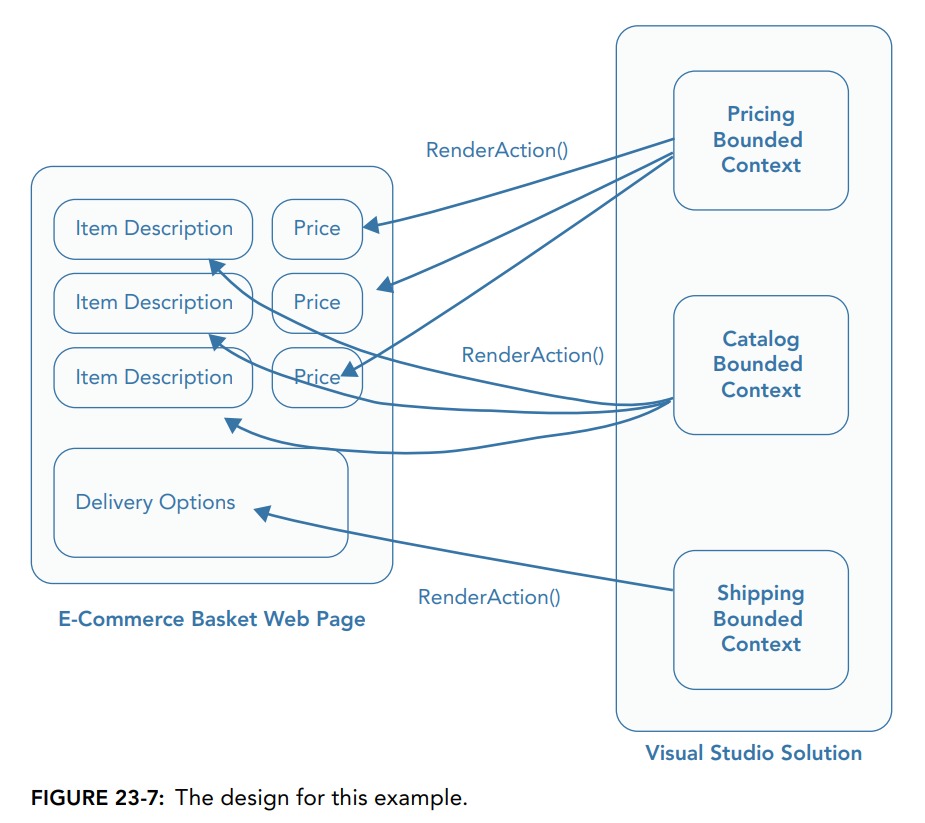 Pricing
Bounded
Context
RenderAction()
Item Description
Price
Item Description
Price
Item Description
Price
RenderAction()
Catalog
Bounded
Context
Delivery Options
RenderAction()
Shipping
Bounded
Context
E-Commerce Basket Web Page
Visual Studio Solution
FIGURE 23-7: The design for this example.